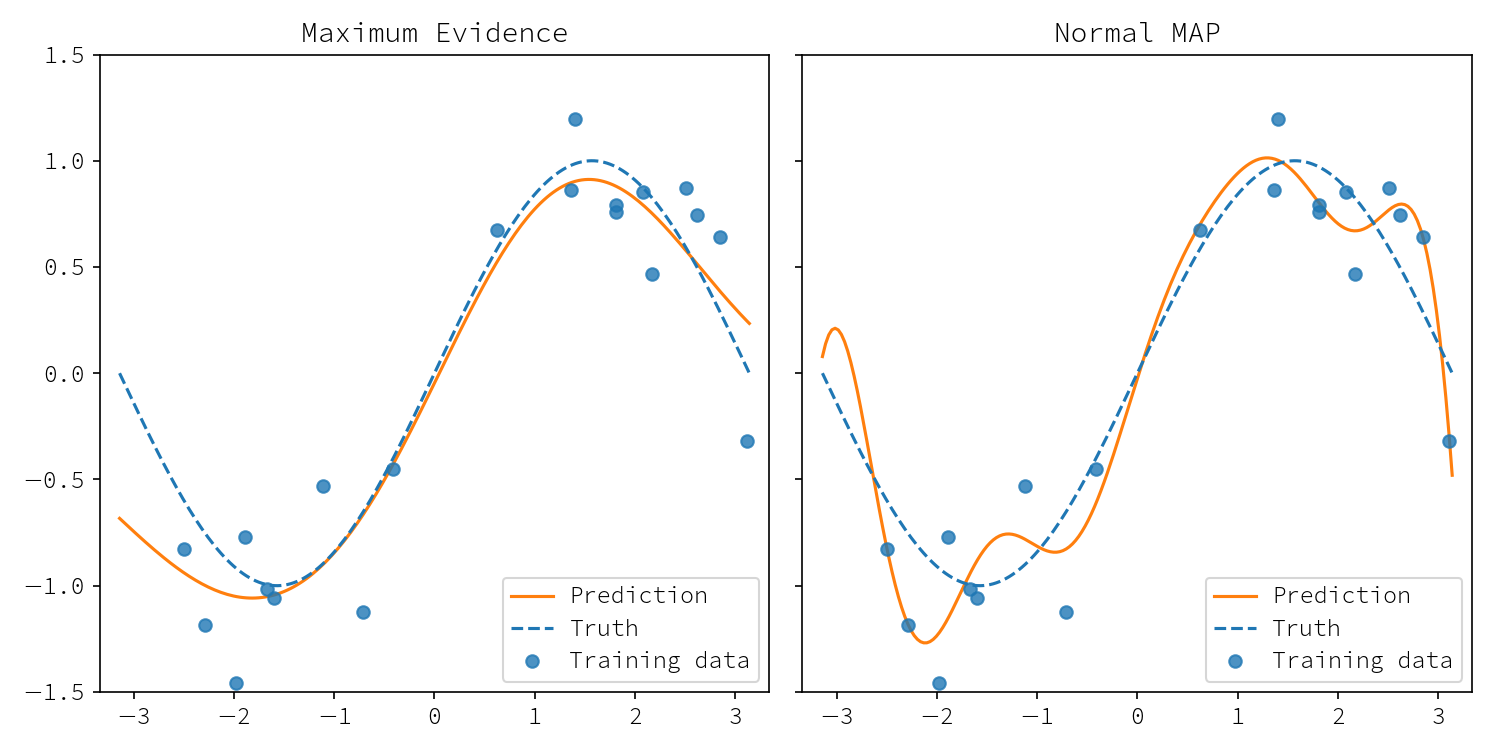 Maximum Evidence
Normal MAP
1.5
1.0
0.5
0.0
−0.5
−1.0
−1.5
Prediction
Truth
Training data
Prediction
Truth
Training data
−3 −2 −1 0 1 2 3
−3 −2 −1 0 1 2 3